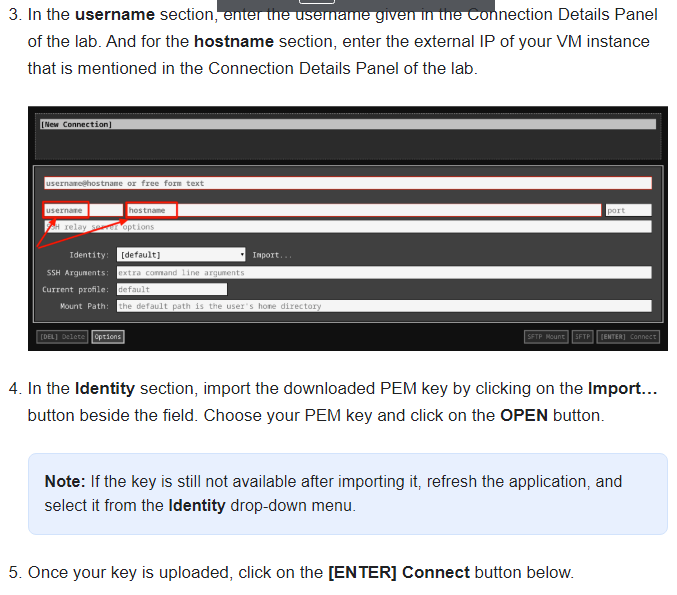 3. In the username section, enter the username given in the Connection Details Panel
of the lab. And for the hostname section, enter the external IP of your VM instance
that is mentioned in the Connection Details Panel of the lab.
[New Connection]
username@hostname or free form text
username hostname port
SSH relay server options
Identity: [default] Import...
SSH Arguments: extra command line arguments
Current profile: default
Mount Path: the default path is the user's home directory
[DEL] Delete Options SFTP Mount SFTP [ENTER] Connect
4. In the Identity section, import the downloaded PEM key by clicking on the Import...
button beside the field. Choose your PEM key and click on the OPEN button.
Note: If the key is still not available after importing it, refresh the application, and
select it from the Identity drop-down menu.
5. Once your key is uploaded, click on the [ENTER] Connect button below.